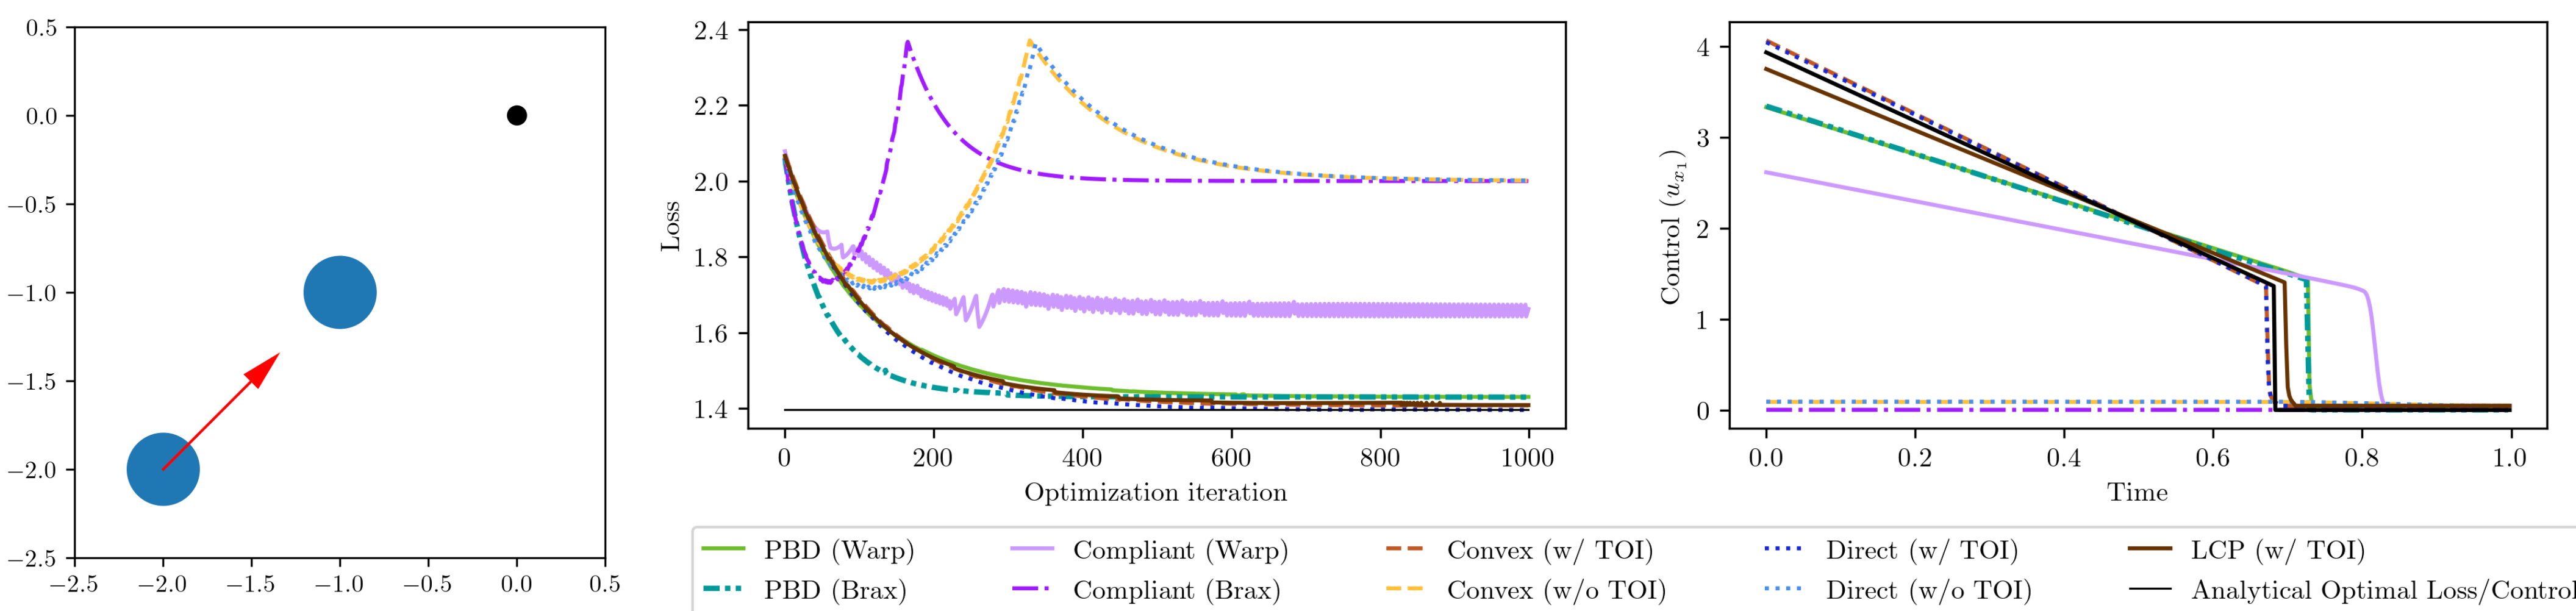 0.5
0.0
−0.5
−1.0
−1.5
−2.0
−2.5
−2.5 −2.0 −1.5 −1.0 −0.5 0.0 0.5
Loss
2.4
2.2
2.0
1.8
1.6
1.4
0 200 400 600 800 1000
Optimization iteration
Control (u_{x_1})
4
3
2
1
0
0.0 0.2 0.4 0.6 0.8 1.0
Time
PBD (Warp) Compliant (Warp) Convex (w/ TOI) Direct (w/ TOI) LCP (w/ TOI)
PBD (Brax) Compliant (Brax) Convex (w/o TOI) Direct (w/o TOI) Analytical Optimal Loss/Control